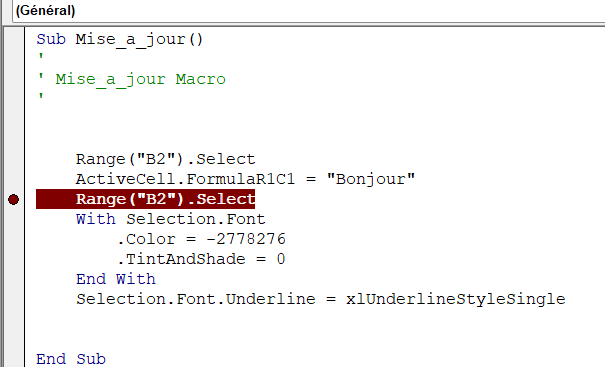 (Général)
Sub Mise_a_jour()
'
' Mise_a_jour Macro
'
Range("B2").Select
ActiveCell.FormulaR1C1 = "Bonjour"
Range("B2").Select
With Selection.Font
.Color = -2778276
.TintAndShade = 0
End With
Selection.Font.Underline = xlUnderlineStyleSingle
End Sub